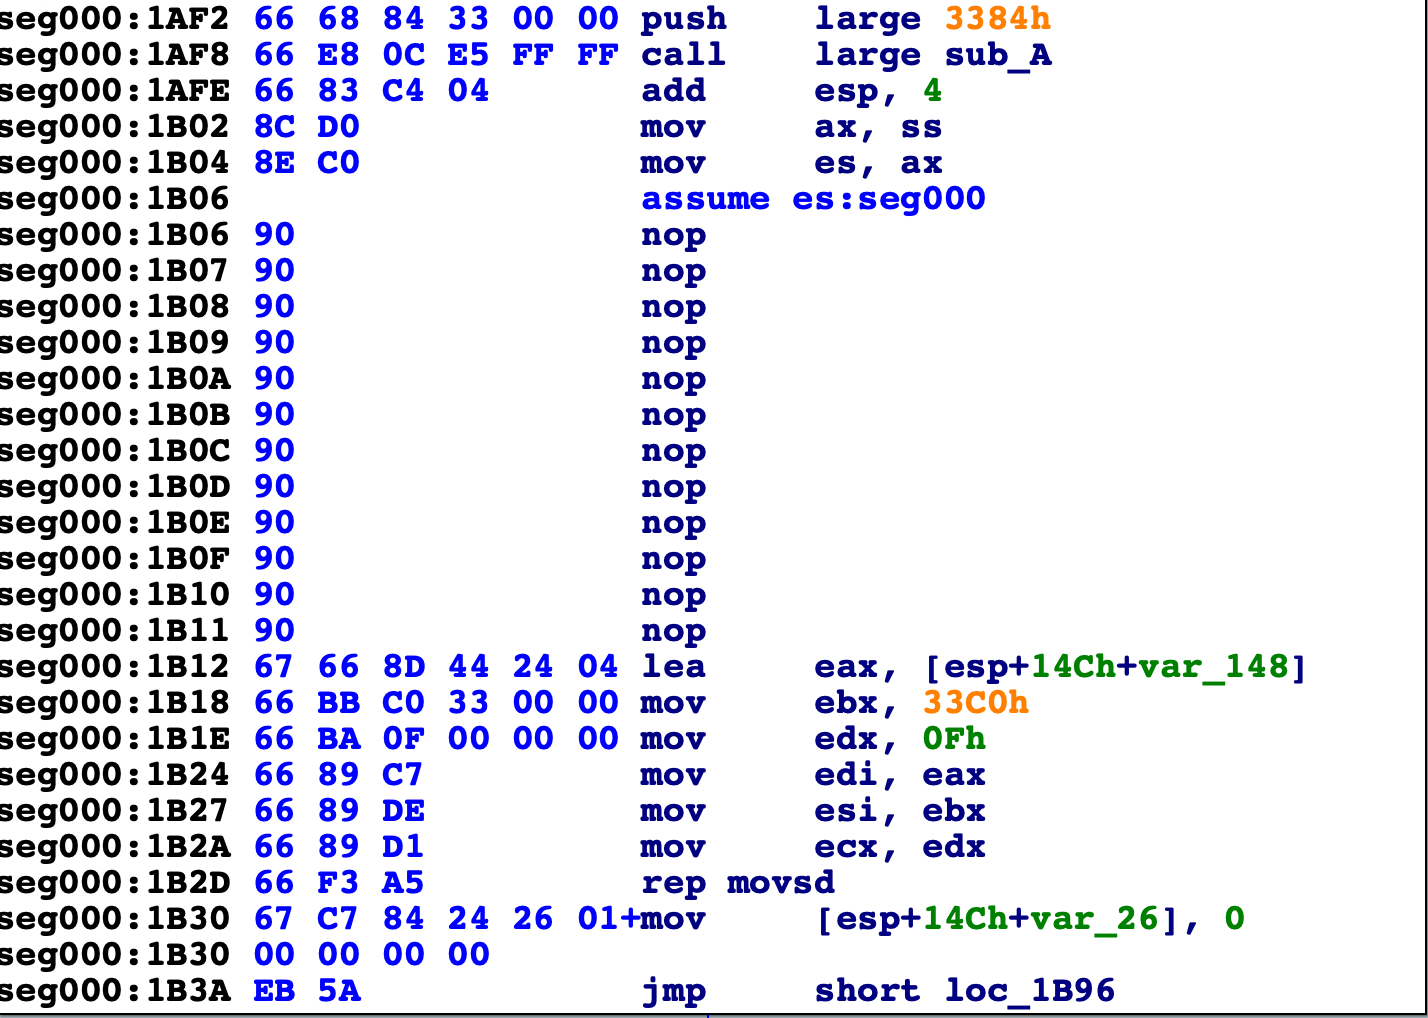 seg000:1AF2 66 68 84 33 00 00 push large 3384h
seg000:1AF8 66 E8 0C E5 FF FF call large sub_A
seg000:1AFE 66 83 C4 04 add esp, 4
seg000:1B02 8C D0 mov ax, ss
seg000:1B04 8E C0 mov es, ax
seg000:1B06 assume es:seg000
seg000:1B06 90 nop
seg000:1B07 90 nop
seg000:1B08 90 nop
seg000:1B09 90 nop
seg000:1B0A 90 nop
seg000:1B0B 90 nop
seg000:1B0C 90 nop
seg000:1B0D 90 nop
seg000:1B0E 90 nop
seg000:1B0F 90 nop
seg000:1B10 90 nop
seg000:1B11 90 nop
seg000:1B12 67 66 8D 44 24 04 lea eax, [esp+14Ch+var_148]
seg000:1B18 66 BB C0 33 00 00 mov ebx, 33C0h
seg000:1B1E 66 BA 0F 00 00 00 mov edx, 0Fh
seg000:1B24 66 89 C7 mov edi, eax
seg000:1B27 66 89 DE mov esi, ebx
seg000:1B2A 66 89 D1 mov ecx, edx
seg000:1B2D 66 F3 A5 rep movsd
seg000:1B30 67 C7 84 24 26 01+mov [esp+14Ch+var_26], 0
seg000:1B30 00 00 00 00
seg000:1B3A EB 5A jmp short loc_1B96